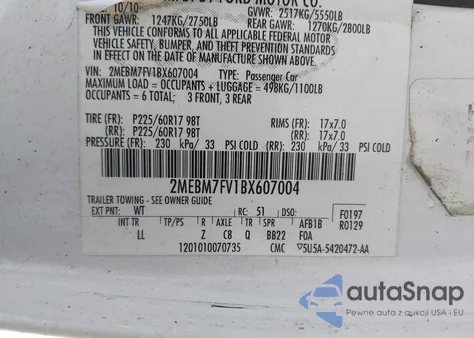 10/10 FORD MOTOR CO.
GVWR: 2517KG/5550LB
FRONT GAWR: 1247KG/2750LB REAR GAWR: 1270KG/2800LB
THIS VEHICLE CONFORMS TO ALL APPLICABLE FEDERAL MOTOR
VEHICLE SAFETY, BUMPER, AND THEFT PREVENTION STANDARDS IN
EFFECT ON THE DATE OF MANUFACTURE SHOWN ABOVE.
VIN: 2MEBM7FV1BX607004 TYPE: Passenger Car
MAXIMUM LOAD = OCCUPANTS + LUGGAGE = 498KG/1100LB
OCCUPANTS = 6 TOTAL; 3 FRONT, 3 REAR
TIRE (FR): P225/60R17 98T RIMS (FR): 17x7.0
(RR): P225/60R17 98T (RR): 17x7.0
PRESSURE (FR): 230 kPa/ 33 PSI COLD (RR): 230 kPa/ 33 PSI COLD
2MEBM7FV1BX607004
TRAILER TOWING - SEE OWNER GUIDE
EXT PNT: WT RC: 51 DSO: F0197
INT TR TP/PS R AXLE TR SPR AFB1B R0129
LL Z C8 Q BB22 FOA
1201010070735 CMC 5U5A-5420472-AA
autoSnap
Pewne auta z aukcji USA i EU